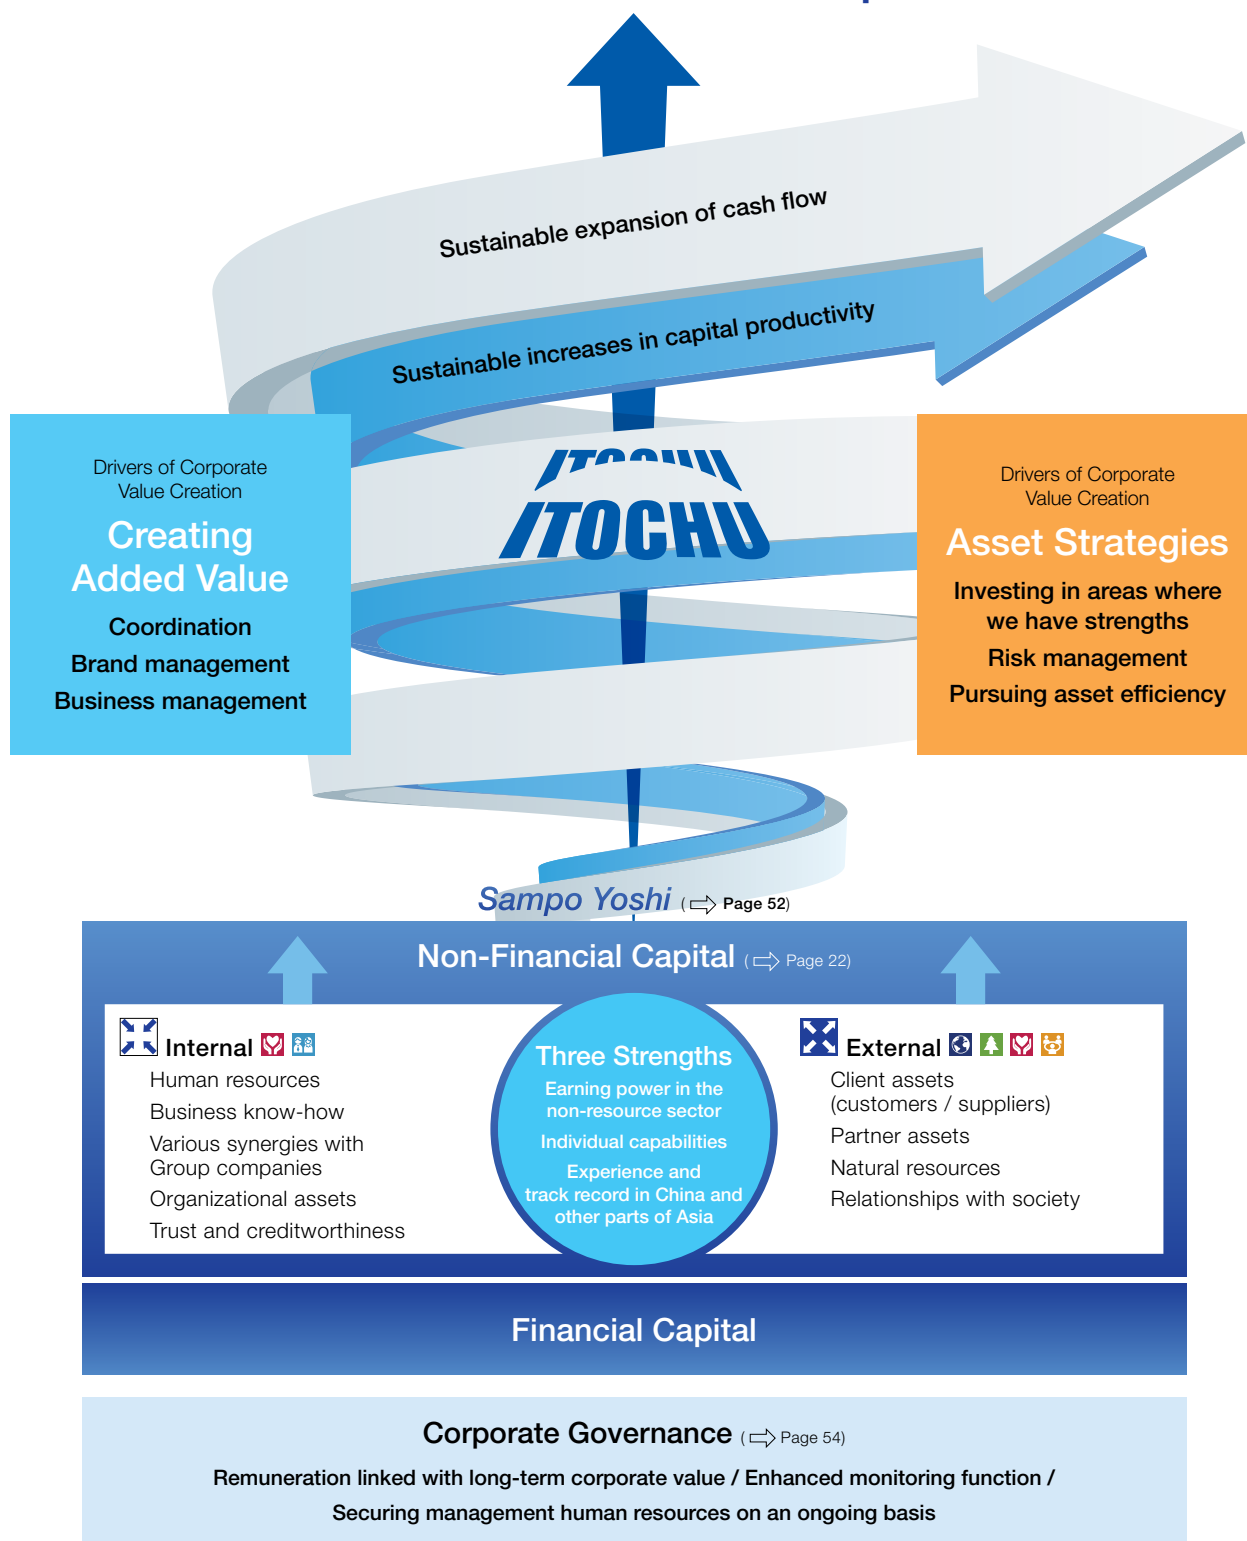 Sustainable expansion of cash flow
Sustainable increases in capital productivity
Drivers of Corporate
Value Creation
Creating
Added Value
Coordination
Brand management
Business management
ITOCHU
ITOCHU
Drivers of Corporate
Value Creation
Asset Strategies
Investing in areas where
we have strengths
Risk management
Pursuing asset efficiency
Sampo Yoshi (⇨ Page 52)
Non-Financial Capital (⇨ Page 22)
Internal
Human resources
Business know-how
Various synergies with
Group companies
Organizational assets
Trust and creditworthiness
Three Strengths
Earning power in the
non-resource sector
Individual capabilities
Experience and
track record in China and
other parts of Asia
External
Client assets
(customers / suppliers)
Partner assets
Natural resources
Relationships with society
Financial Capital
Corporate Governance (⇨ Page 54)
Remuneration linked with long-term corporate value / Enhanced monitoring function /
Securing management human resources on an ongoing basis